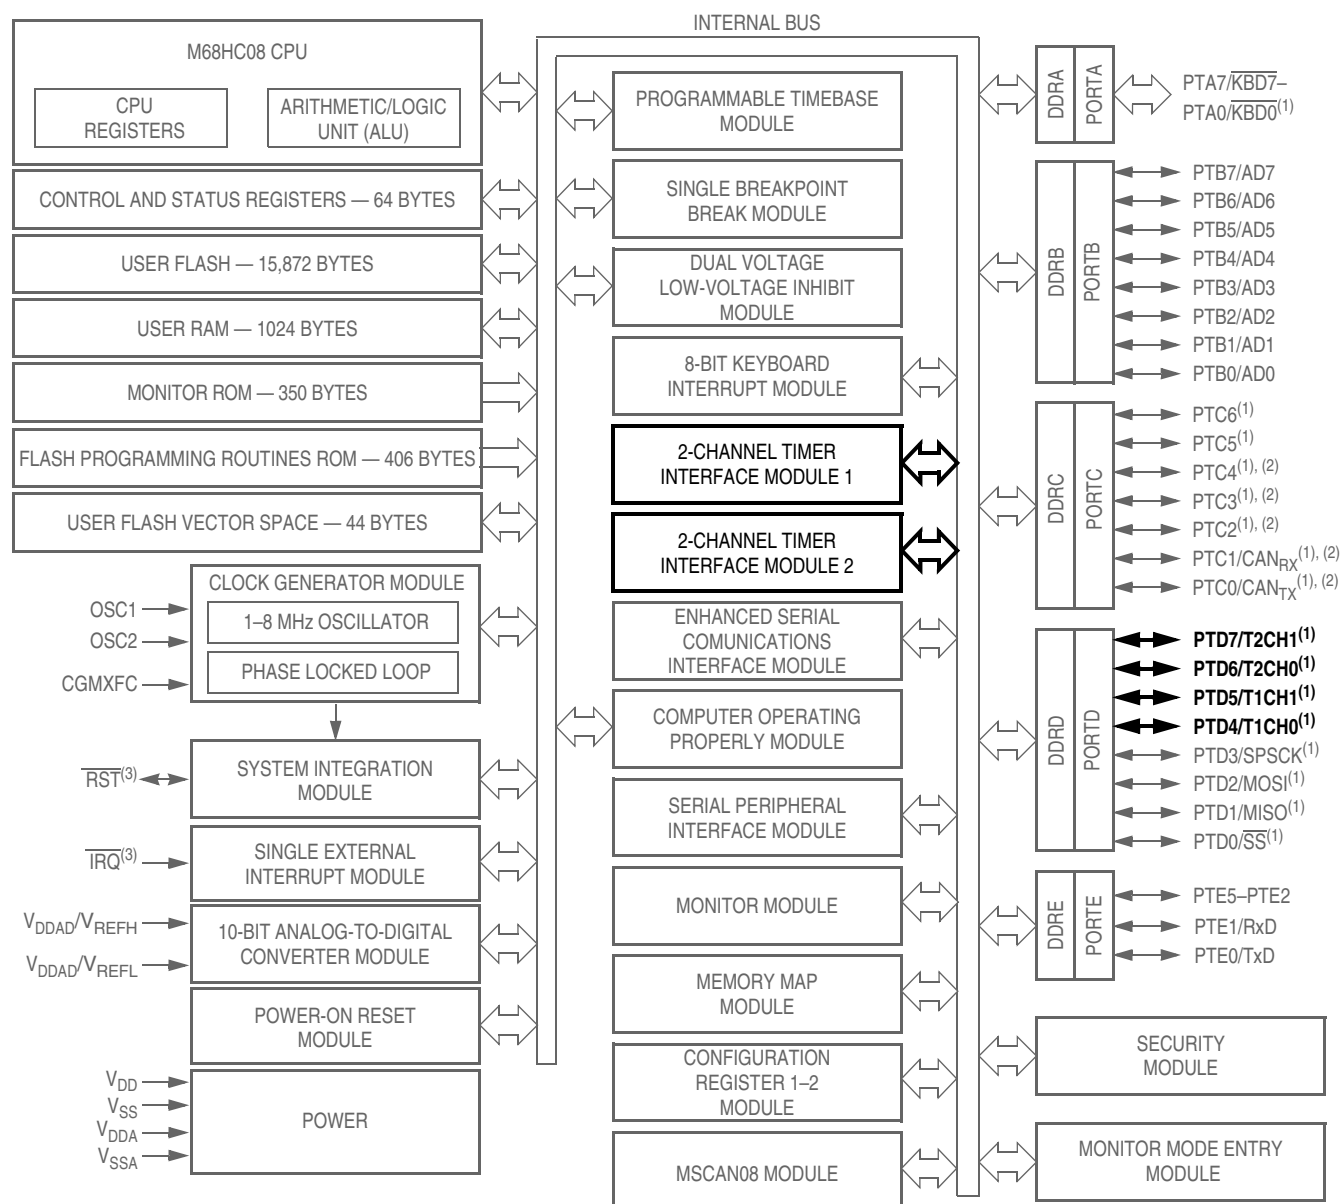 INTERNAL BUS
M68HC08 CPU
CPU
REGISTERS
ARITHMETIC/LOGIC
UNIT (ALU)
CONTROL AND STATUS REGISTERS — 64 BYTES
USER FLASH — 15,872 BYTES
USER RAM — 1024 BYTES
MONITOR ROM — 350 BYTES
FLASH PROGRAMMING ROUTINES ROM — 406 BYTES
USER FLASH VECTOR SPACE — 44 BYTES
CLOCK GENERATOR MODULE
1–8 MHz OSCILLATOR
PHASE LOCKED LOOP
OSC1
OSC2
CGMXFC
SYSTEM INTEGRATION
MODULE
RST(3)
SINGLE EXTERNAL
INTERRUPT MODULE
IRQ(3)
10-BIT ANALOG-TO-DIGITAL
CONVERTER MODULE
VDDAD/VREFH
VDDAD/VREFL
POWER-ON RESET
MODULE
POWER
VDD
VSS
VDDA
VSSA
PROGRAMMABLE TIMEBASE
MODULE
SINGLE BREAKPOINT
BREAK MODULE
DUAL VOLTAGE
LOW-VOLTAGE INHIBIT
MODULE
8-BIT KEYBOARD
INTERRUPT MODULE
2-CHANNEL TIMER
INTERFACE MODULE 1
2-CHANNEL TIMER
INTERFACE MODULE 2
ENHANCED SERIAL
COMUNICATIONS
INTERFACE MODULE
COMPUTER OPERATING
PROPERLY MODULE
SERIAL PERIPHERAL
INTERFACE MODULE
MONITOR MODULE
MEMORY MAP
MODULE
CONFIGURATION
REGISTER 1–2
MODULE
MSCAN08 MODULE
DDRA
PORTA
PTA7/KBD7–
PTA0/KBD0(1)
DDRB
PORTB
PTB7/AD7
PTB6/AD6
PTB5/AD5
PTB4/AD4
PTB3/AD3
PTB2/AD2
PTB1/AD1
PTB0/AD0
DDRC
PORTC
PTC6(1)
PTC5(1)
PTC4(1), (2)
PTC3(1), (2)
PTC2(1), (2)
PTC1/CANRX(1), (2)
PTC0/CANTX(1), (2)
DDRD
PORTD
PTD7/T2CH1(1)
PTD6/T2CH0(1)
PTD5/T1CH1(1)
PTD4/T1CH0(1)
PTD3/SPSCK(1)
PTD2/MOSI(1)
PTD1/MISO(1)
PTD0/SS(1)
DDRE
PORTE
PTE5–PTE2
PTE1/RxD
PTE0/TxD
SECURITY
MODULE
MONITOR MODE ENTRY
MODULE